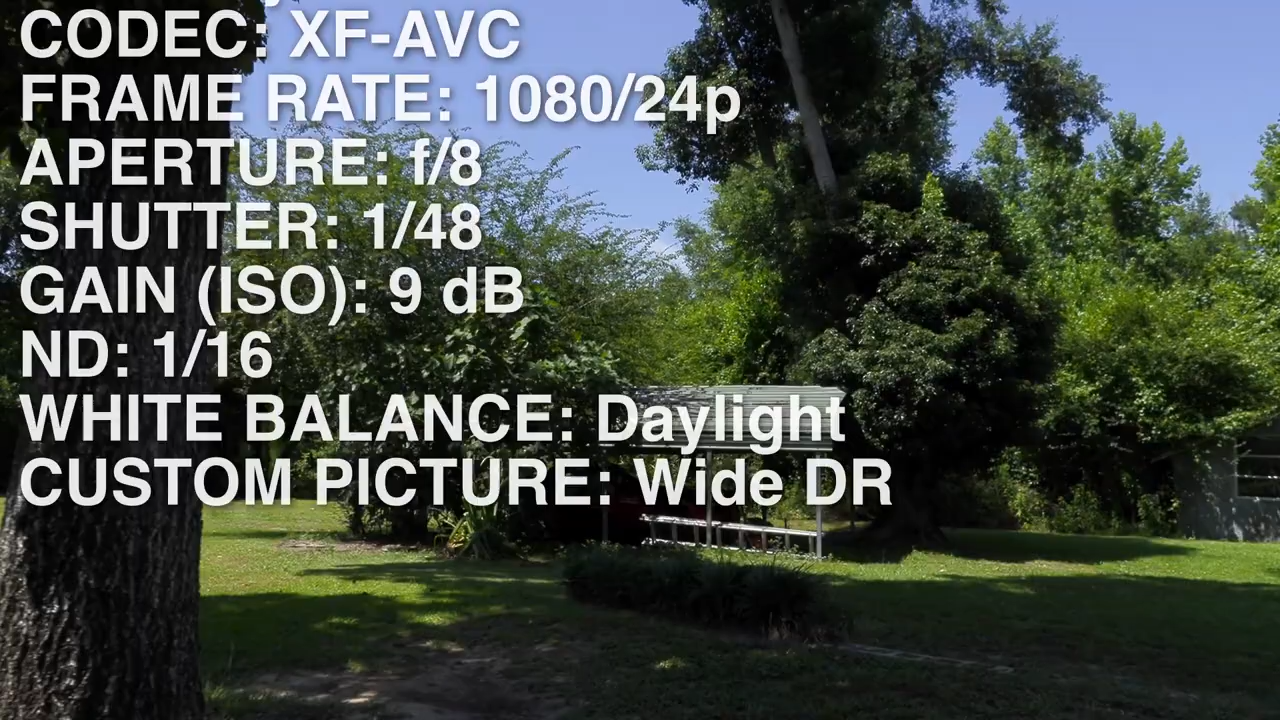 CODEC: XF-AVC
FRAME RATE: 1080/24p
APERTURE: f/8
SHUTTER: 1/48
GAIN (ISO): 9 dB
ND: 1/16
WHITE BALANCE: Daylight
CUSTOM PICTURE: Wide DR